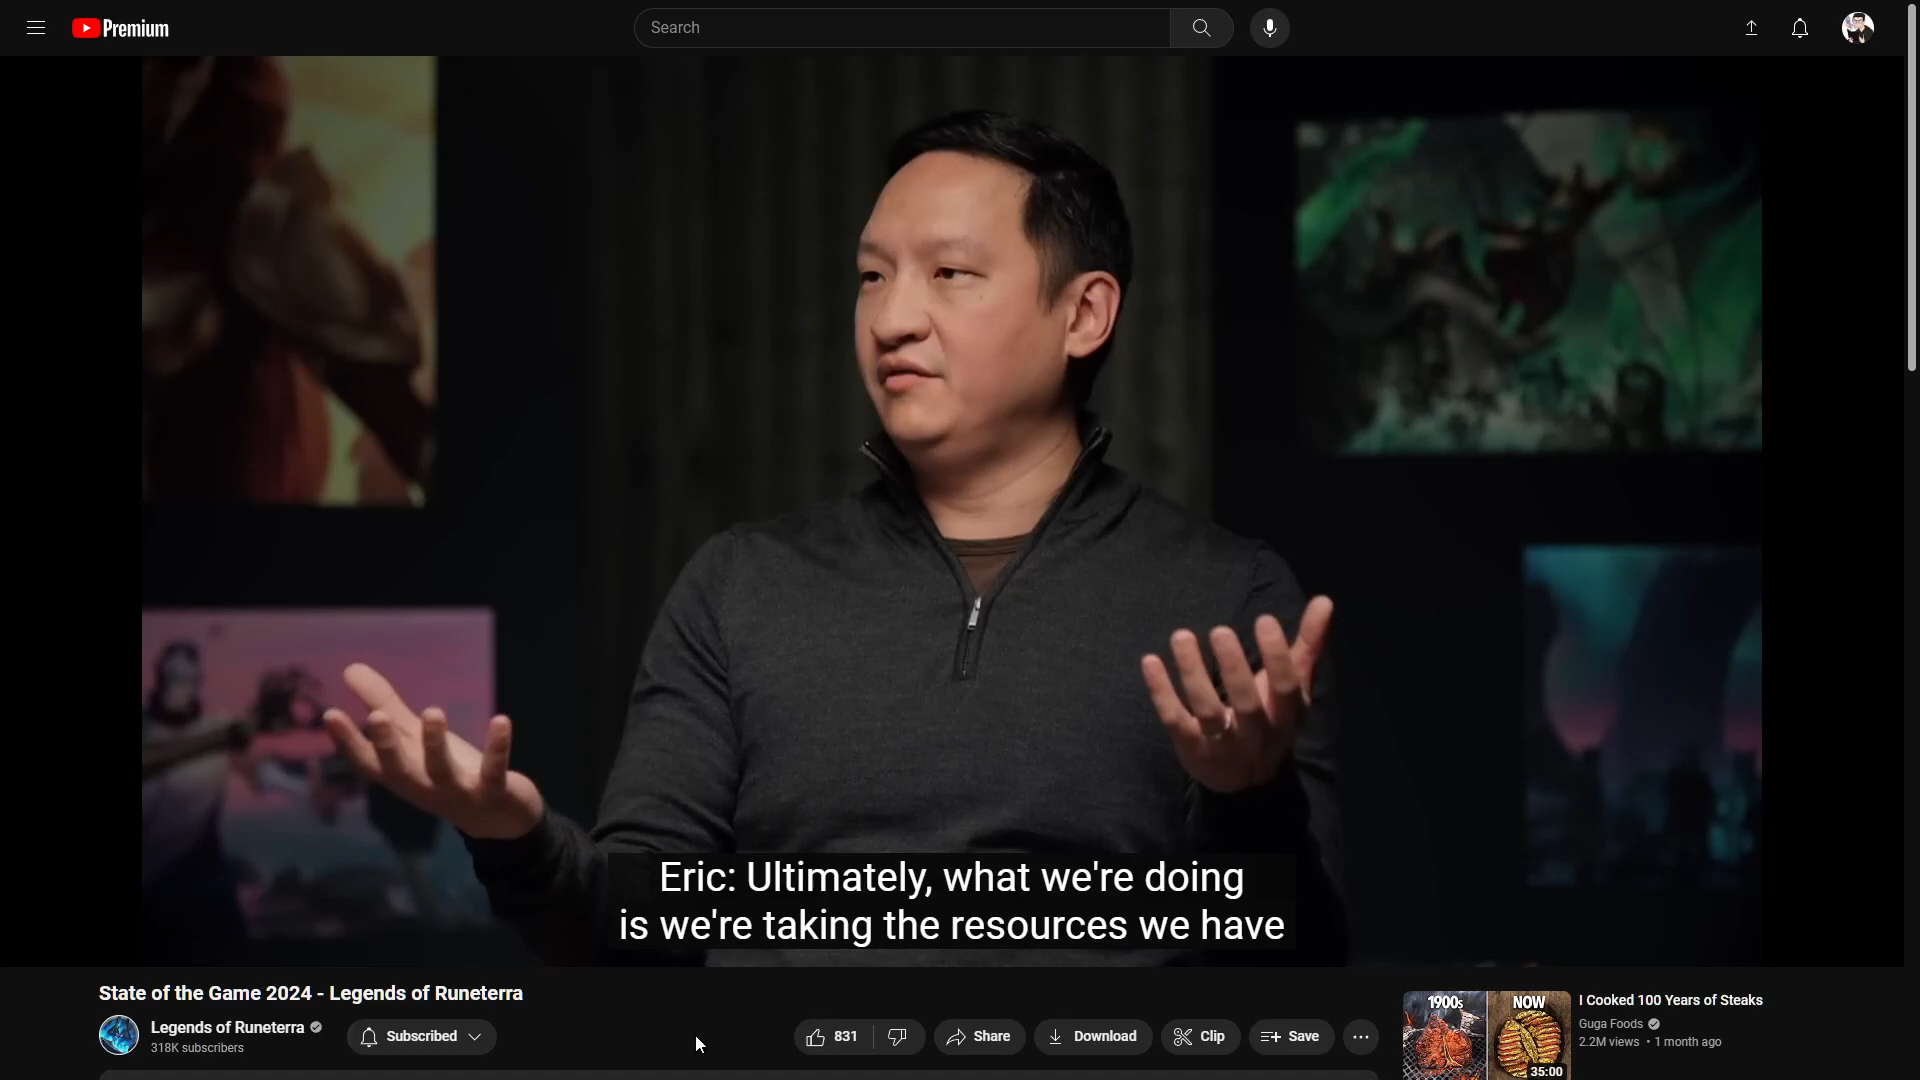 Premium
Search
Eric: Ultimately, what we're doing
is we're taking the resources we have
State of the Game 2024 - Legends of Runeterra
Legends of Runeterra
318K subscribers
Subscribed
831
Share
Download
Clip
Save
1900s
NOW
35:00
I Cooked 100 Years of Steaks
Guga Foods
2.2M views • 1 month ago